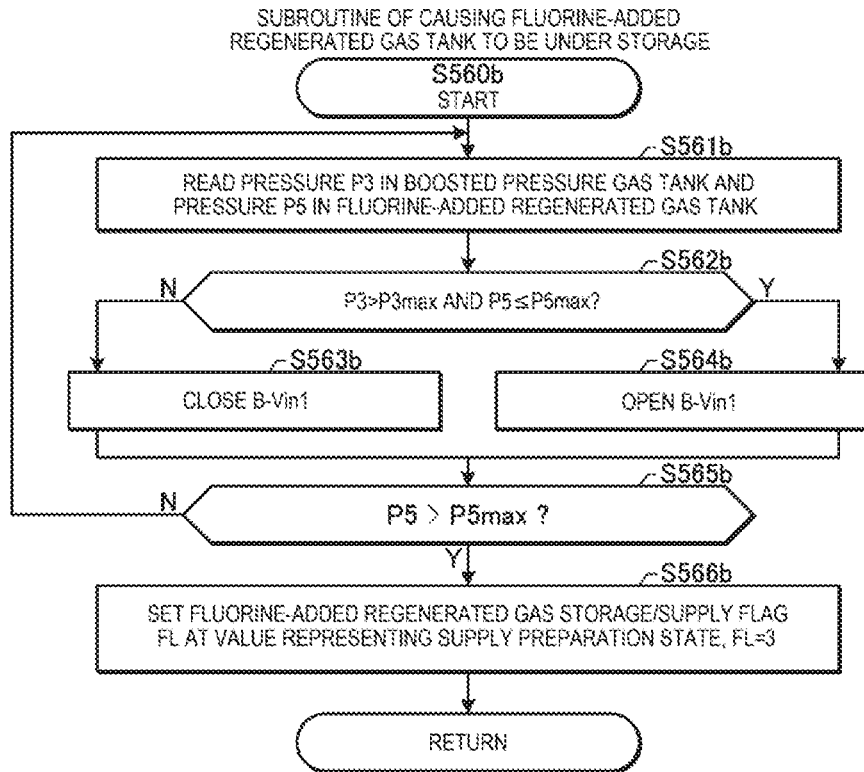 SUBROUTINE OF CAUSING FLUORINE-ADDED
REGENERATED GAS TANK TO BE UNDER STORAGE
S560b
START
S561b
READ PRESSURE P3 IN BOOSTED PRESSURE GAS TANK AND
PRESSURE P5 IN FLUORINE-ADDED REGENERATED GAS TANK
S562b
N
P3>P3max AND P5≤P5max?
Y
S563b
CLOSE B-Vin1
S564b
OPEN B-Vin1
S565b
N
P5 > P5max ?
Y
S566b
SET FLUORINE-ADDED REGENERATED GAS STORAGE/SUPPLY FLAG
FL AT VALUE REPRESENTING SUPPLY PREPARATION STATE, FL=3
RETURN